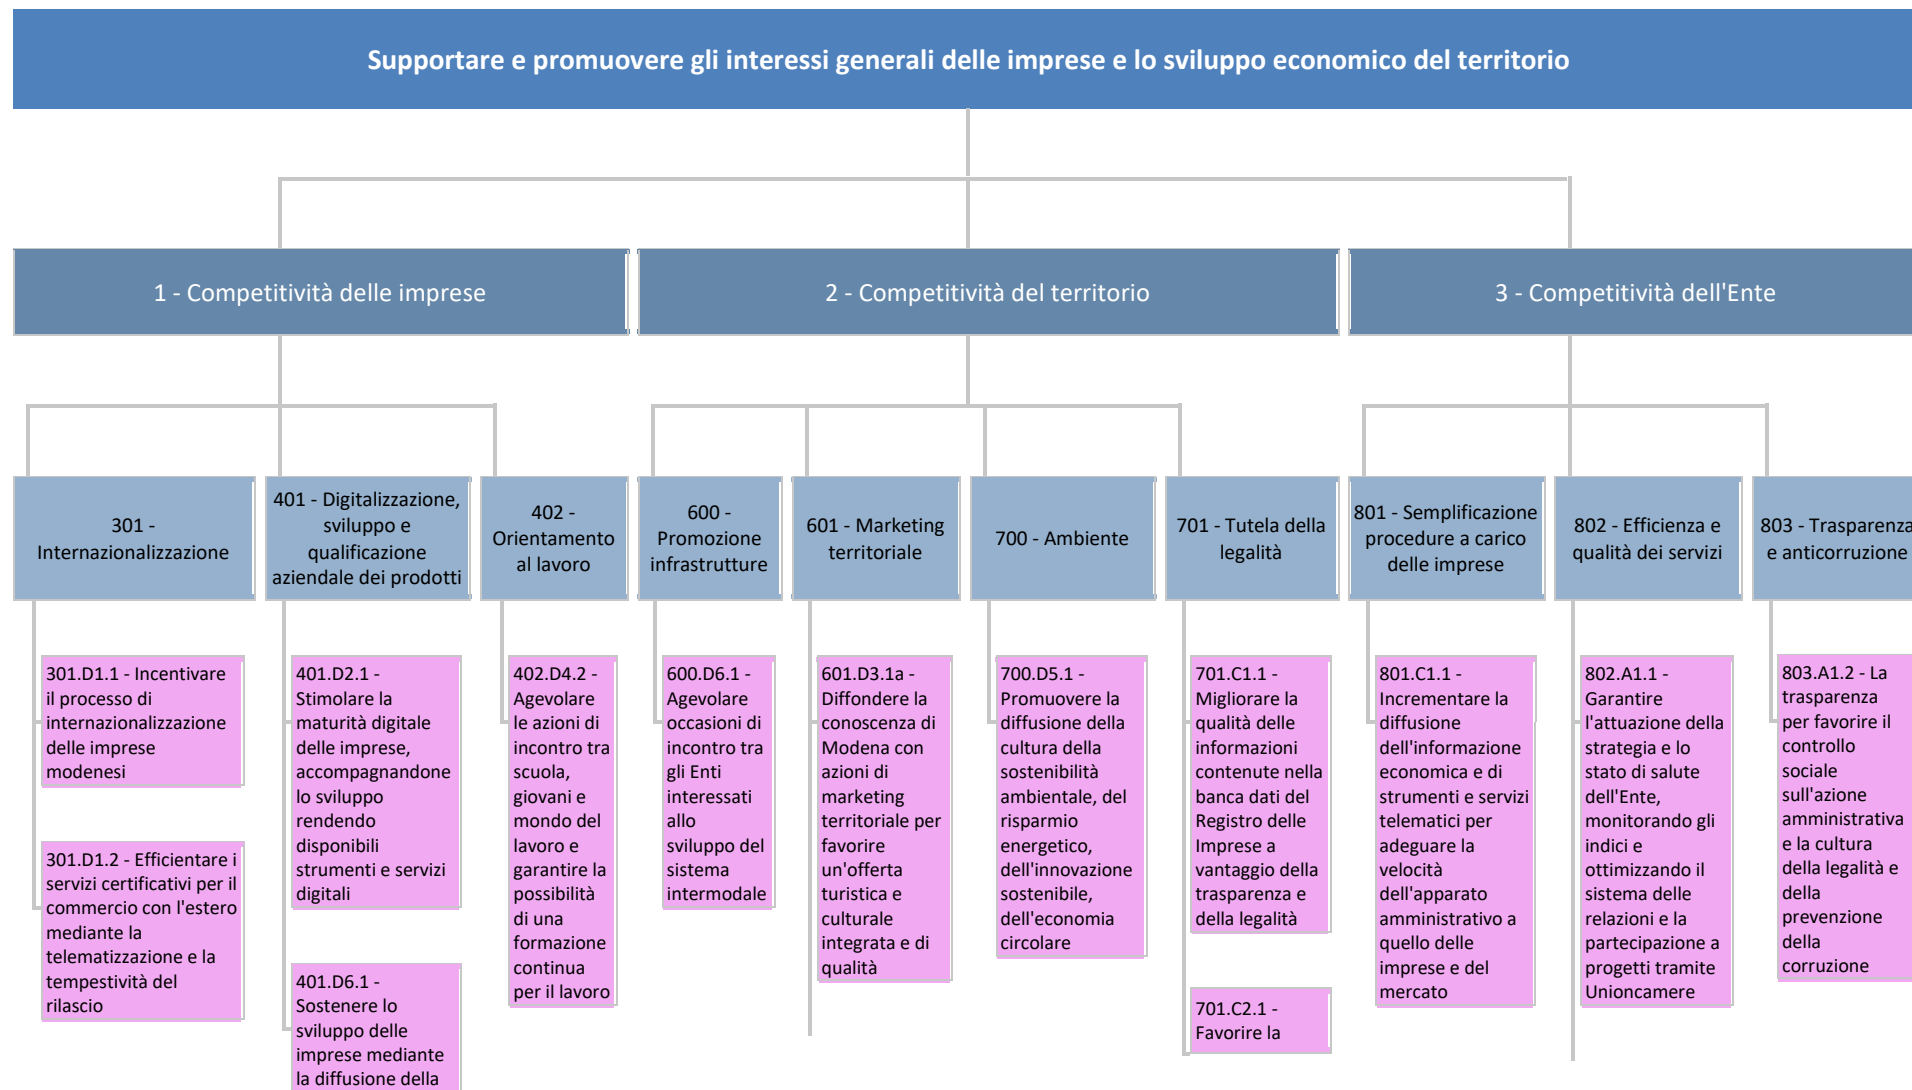 Supportare e promuovere gli interessi generali delle imprese e lo sviluppo economico del territorio
1 - Competitività delle imprese
2 - Competitività del territorio
3 - Competitività dell'Ente
301 -
Internazionalizzazione
401 - Digitalizzazione,
sviluppo e
qualificazione
aziendale dei prodotti
402 -
Orientamento
al lavoro
600 -
Promozione
infrastrutture
601 - Marketing
territoriale
700 - Ambiente
701 - Tutela della
legalità
801 - Semplificazione
procedure a carico
delle imprese
802 - Efficienza e
qualità dei servizi
803 - Trasparenza
e anticorruzione
301.D1.1 - Incentivare
il processo di
internazionalizzazione
delle imprese
modenesi
301.D1.2 - Efficientare i
servizi certificativi per il
commercio con l'estero
mediante la
telematizzazione e la
tempestività del
rilascio
401.D2.1 -
Stimolare la
maturità digitale
delle imprese,
accompagnandone
lo sviluppo
rendendo
disponibili
strumenti e servizi
digitali
401.D6.1 -
Sostenere lo
sviluppo delle
imprese mediante
la diffusione della
402.D4.2 -
Agevolare
le azioni di
incontro tra
scuola,
giovani e
mondo del
lavoro e
garantire la
possibilità
di una
formazione
continua
per il lavoro
600.D6.1 -
Agevolare
occasioni di
incontro tra
gli Enti
interessati
allo
sviluppo del
sistema
intermodale
601.D3.1a -
Diffondere la
conoscenza di
Modena con
azioni di
marketing
territoriale per
favorire
un'offerta
turistica e
culturale
integrata e di
qualità
700.D5.1 -
Promuovere la
diffusione della
cultura della
sostenibilità
ambientale, del
risparmio
energetico,
dell'innovazione
sostenibile,
dell'economia
circolare
701.C1.1 -
Migliorare la
qualità delle
informazioni
contenute nella
banca dati del
Registro delle
Imprese a
vantaggio della
trasparenza e
della legalità
701.C2.1 -
Favorire la
801.C1.1 -
Incrementare la
diffusione
dell'informazione
economica e di
strumenti e servizi
telematici per
adeguare la
velocità
dell'apparato
amministrativo a
quello delle
imprese e del
mercato
802.A1.1 -
Garantire
l'attuazione della
strategia e lo
stato di salute
dell'Ente,
monitorando gli
indici e
ottimizzando il
sistema delle
relazioni e la
partecipazione a
progetti tramite
Unioncamere
803.A1.2 - La
trasparenza
per favorire il
controllo
sociale
sull'azione
amministrativa
e la cultura
della legalità e
della
prevenzione
della
corruzione